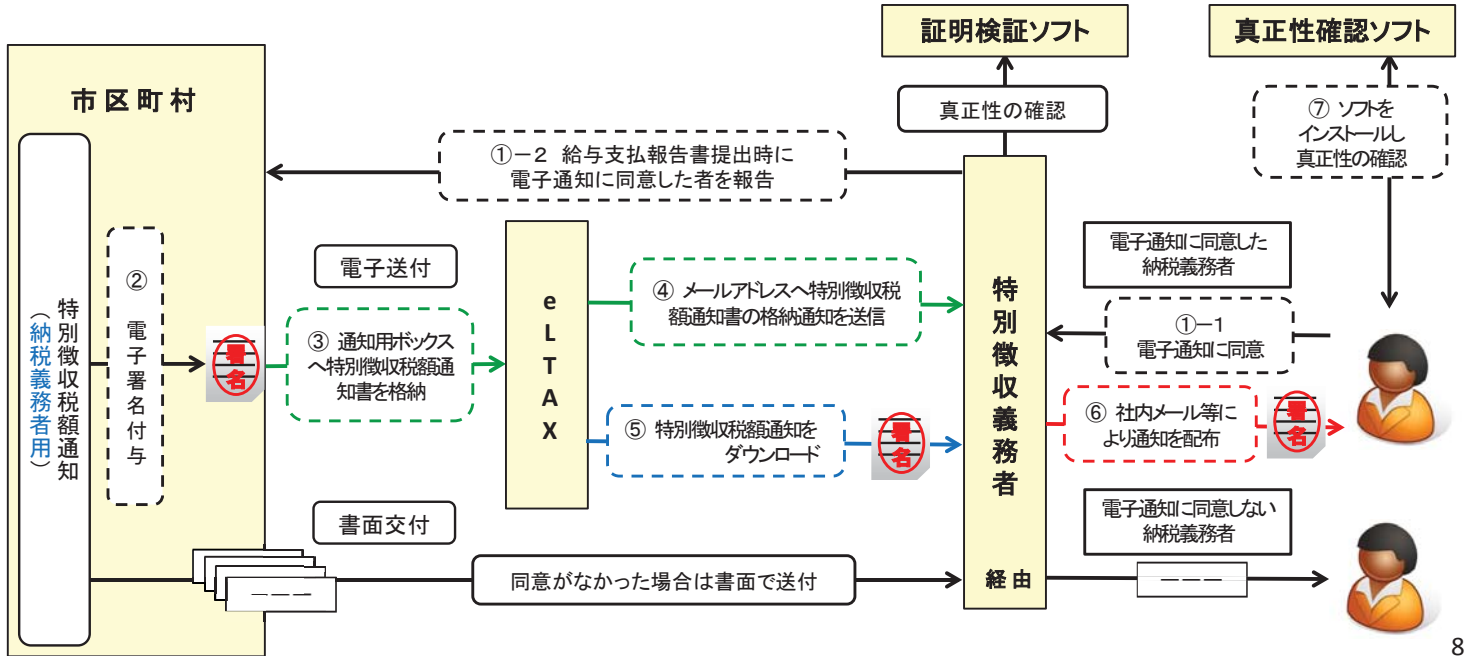 証明検証ソフト
真正性確認ソフト
市区町村
真正性の確認
⑦ ソフトを
インストールし
真正性の確認
①－２ 給与支払報告書提出時に
電子通知に同意した者を報告
特別徴収税額通知
（納税義務者用）
② 電子署名付与
署名
電子送付
③ 通知用ボックス
へ特別徴収税額通
知書を格納
eLTAX
④ メールアドレスへ特別徴収税
額通知書の格納通知を送信
⑤ 特別徴収税額通知を
ダウンロード
署名
特別徴収義務者
電子通知に同意した
納税義務者
①－1
電子通知に同意
⑥ 社内メール等に
より通知を配布
署名
書面交付
同意がなかった場合は書面で送付
経由
電子通知に同意しない
納税義務者
8